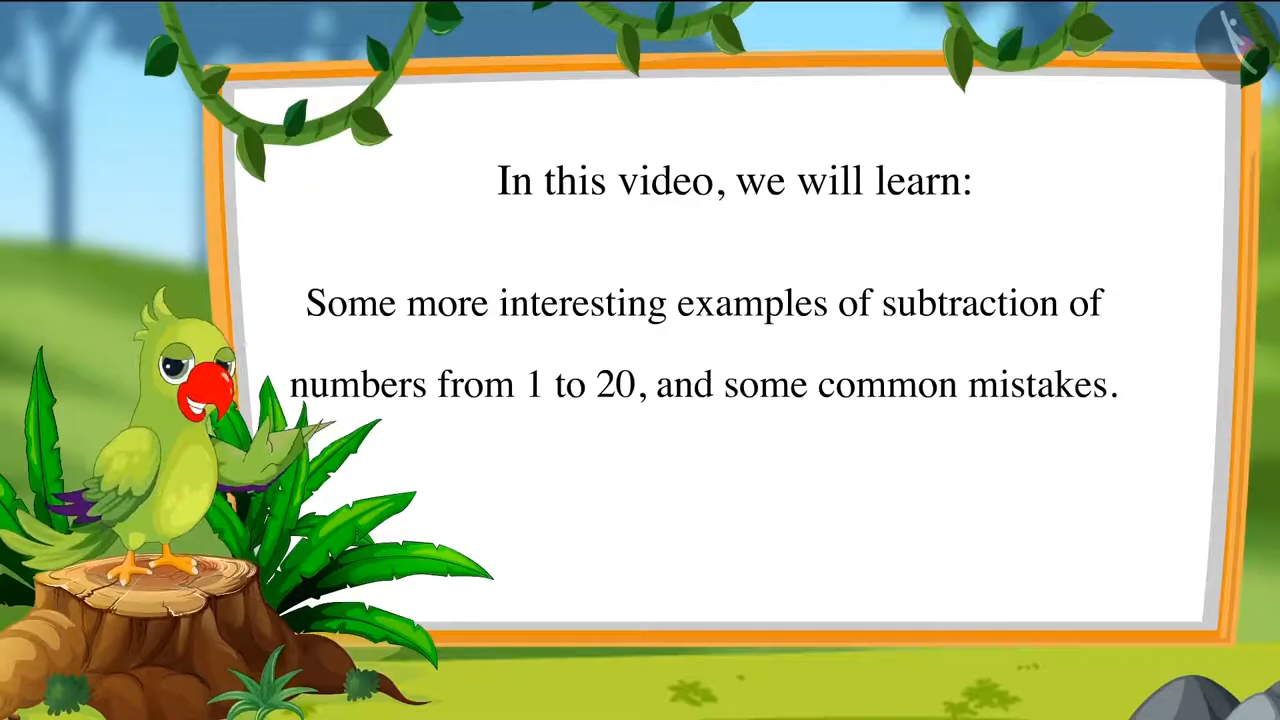 In this video, we will learn:
Some more interesting examples of subtraction of
numbers from 1 to 20, and some common mistakes.